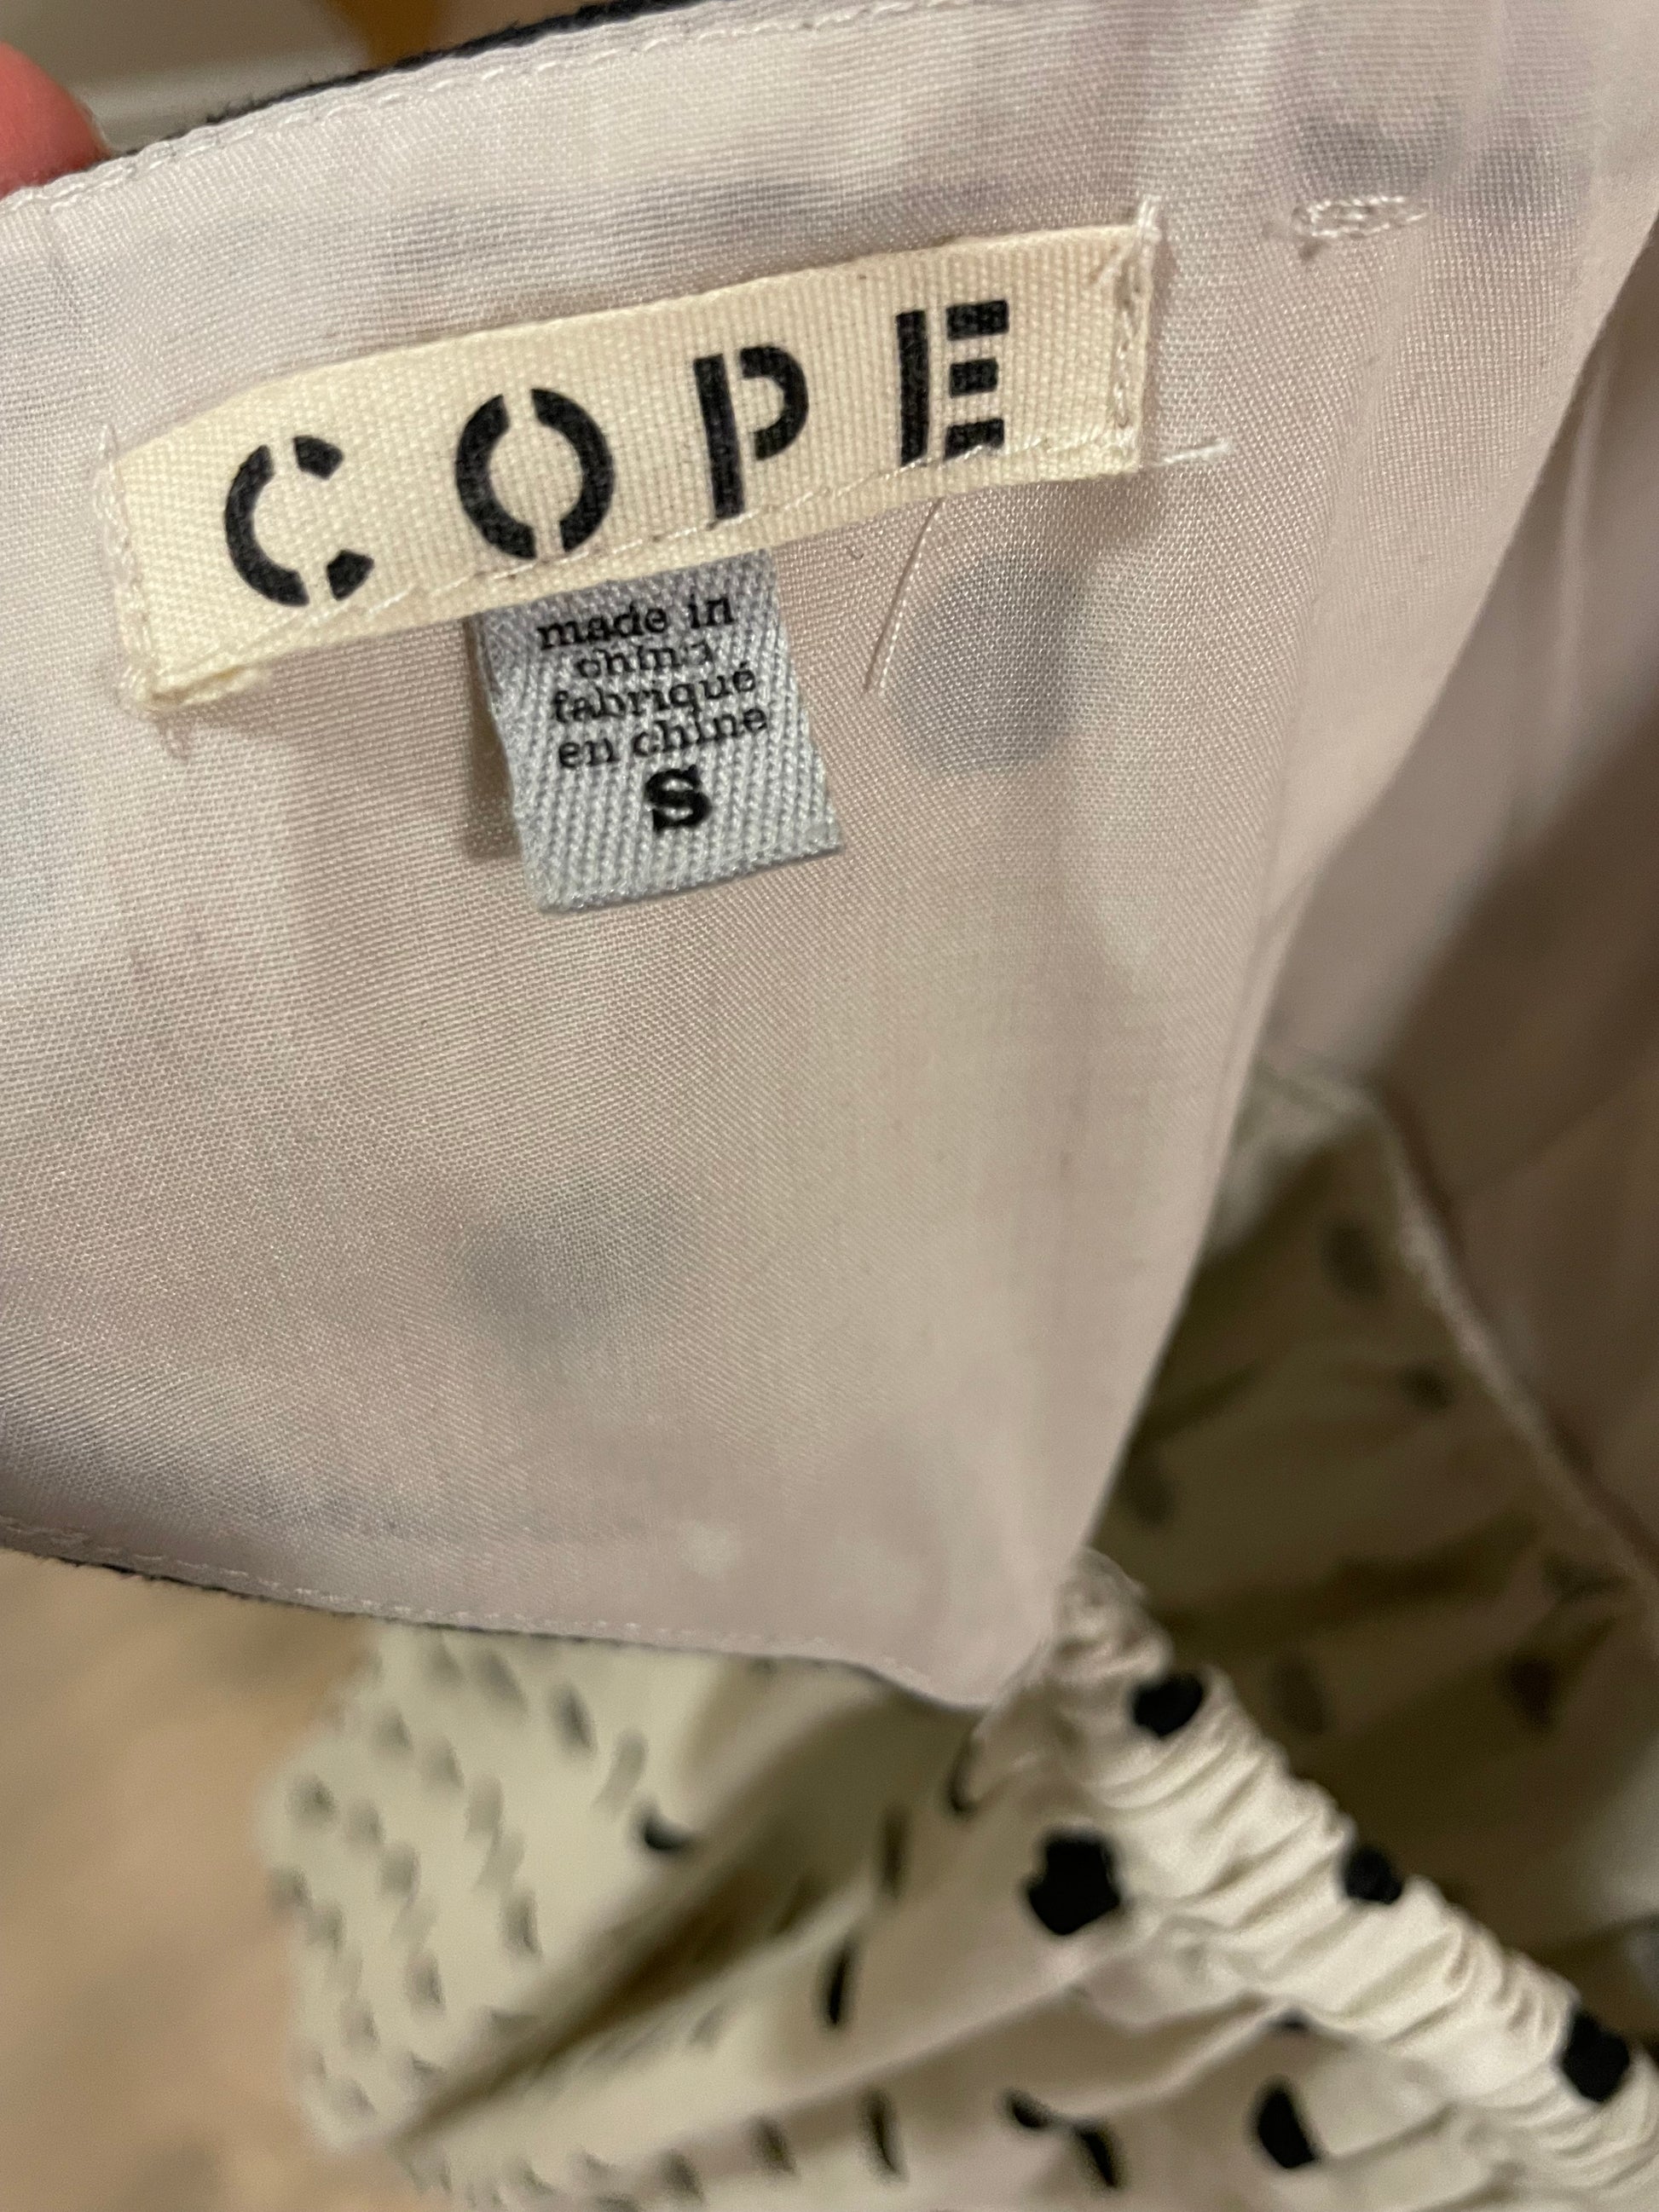 COPE
made in
china
fabriqué
en chine
S